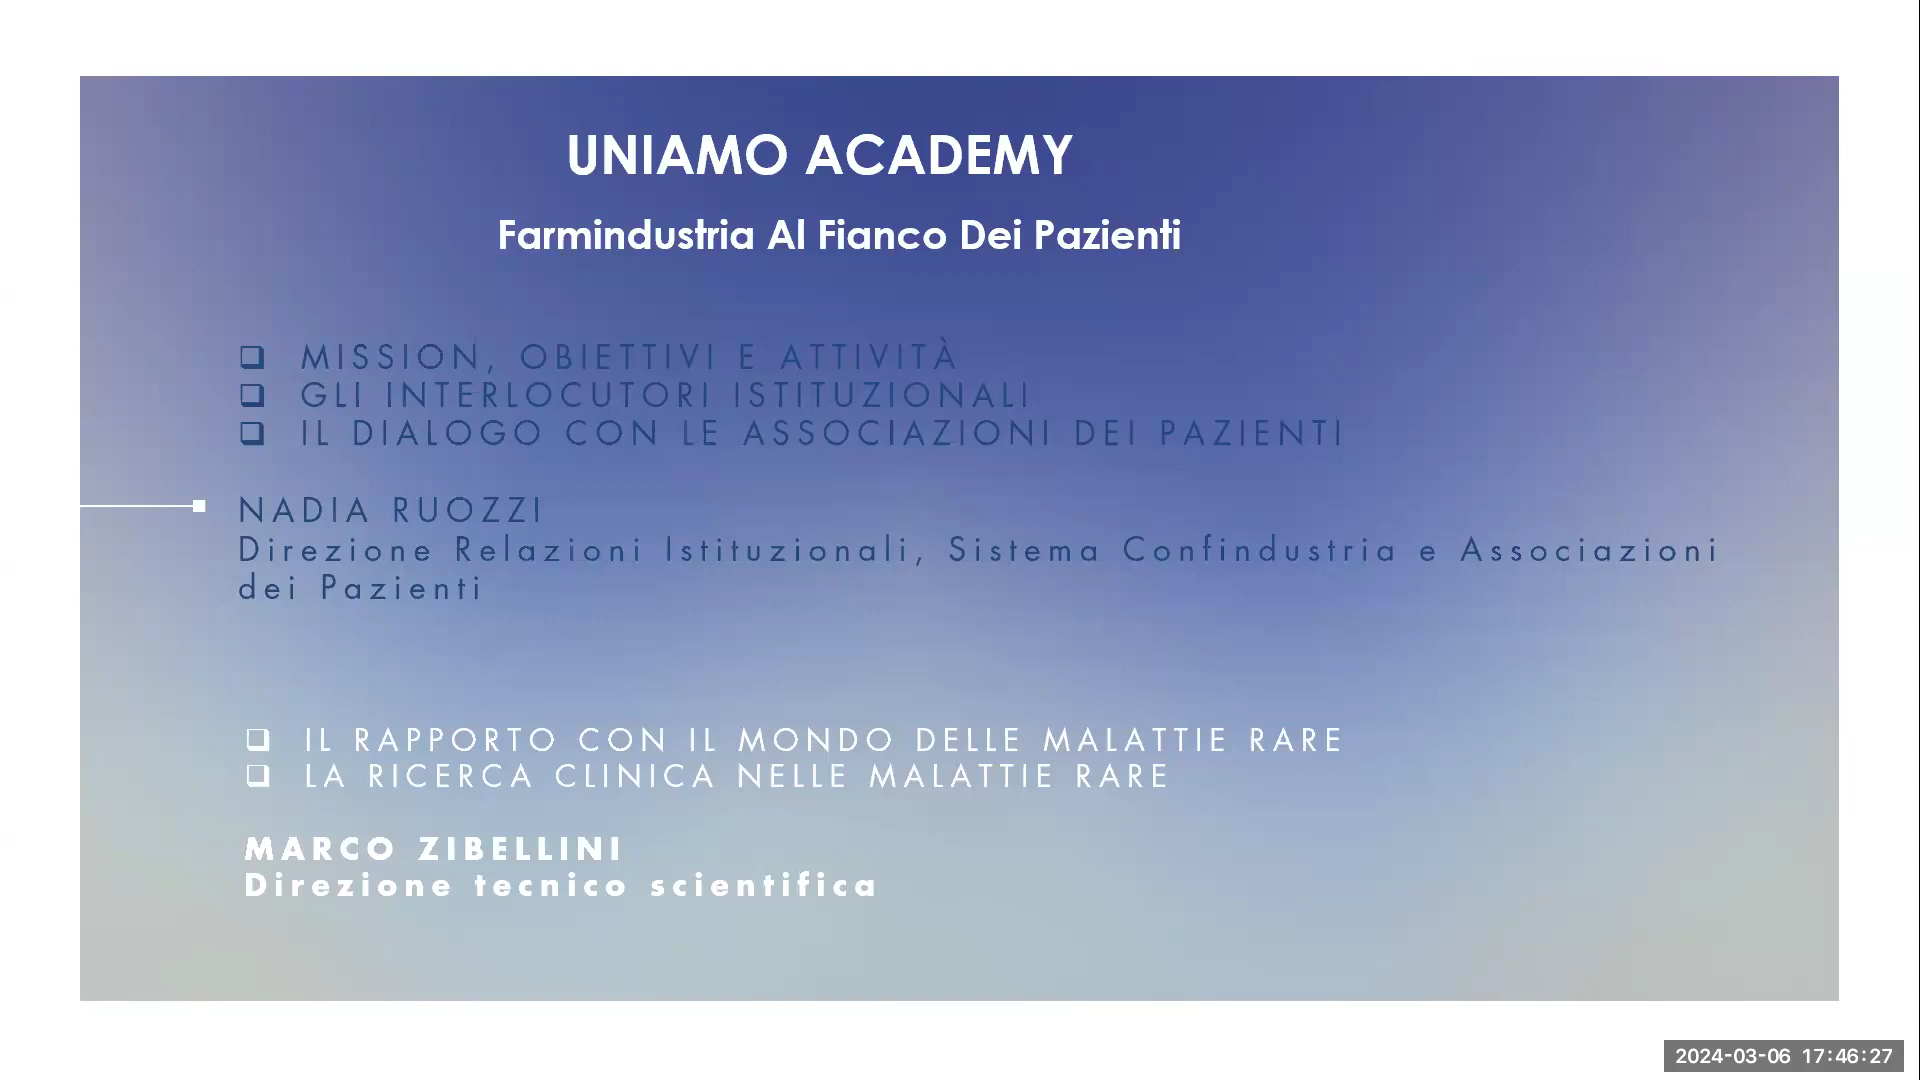 UNIAMO ACADEMY
Farmindustria Al Fianco Dei Pazienti
❑ MISSION, OBIETTIVI E ATTIVITÀ
❑ GLI INTERLOCUTORI ISTITUZIONALI
❑ IL DIALOGO CON LE ASSOCIAZIONI DEI PAZIENTI
NADIA RUOZZI
Direzione Relazioni Istituzionali, Sistema Confindustria e Associazioni
dei Pazienti
❑ IL RAPPORTO CON IL MONDO DELLE MALATTIE RARE
❑ LA RICERCA CLINICA NELLE MALATTIE RARE
MARCO ZIBELLINI
Direzione tecnico scientifica
2024-03-06 17:46:27